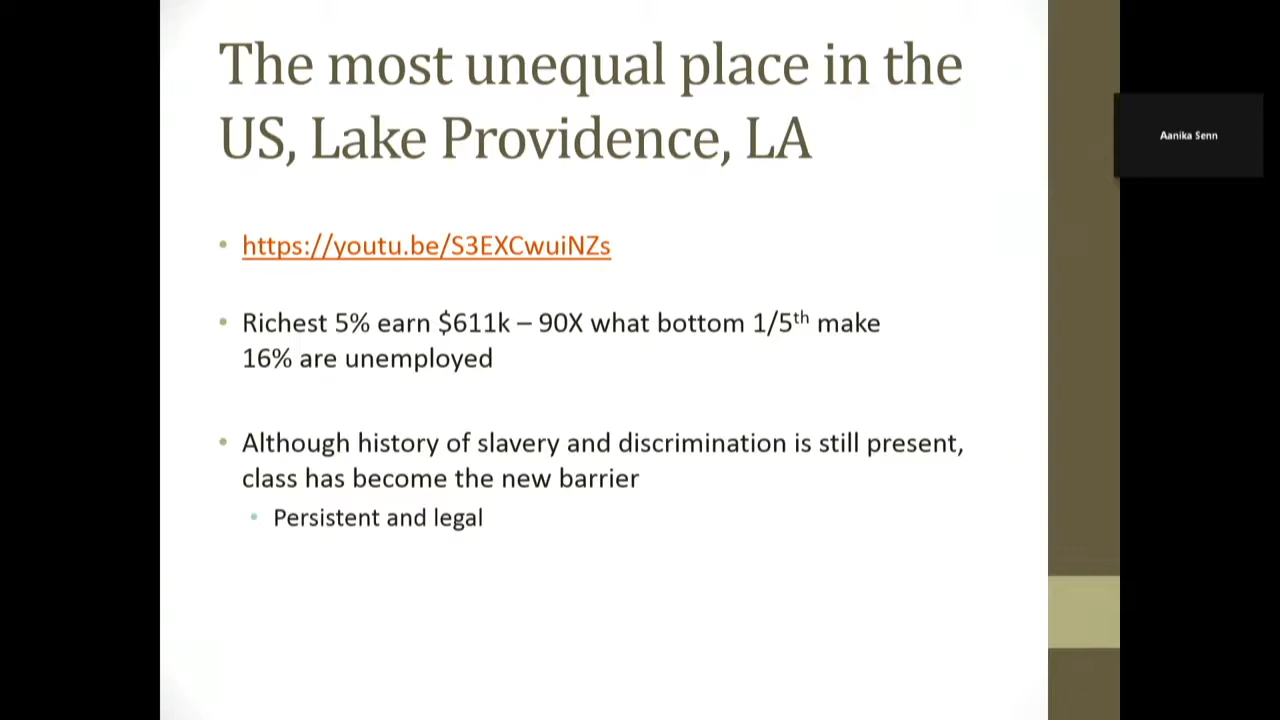 The most unequal place in the
US, Lake Providence, LA
• https://youtu.be/S3EXCwuiNZs
• Richest 5% earn $611k – 90X what bottom 1/5th make
16% are unemployed
• Although history of slavery and discrimination is still present,
class has become the new barrier
• Persistent and legal
Aanika Senn